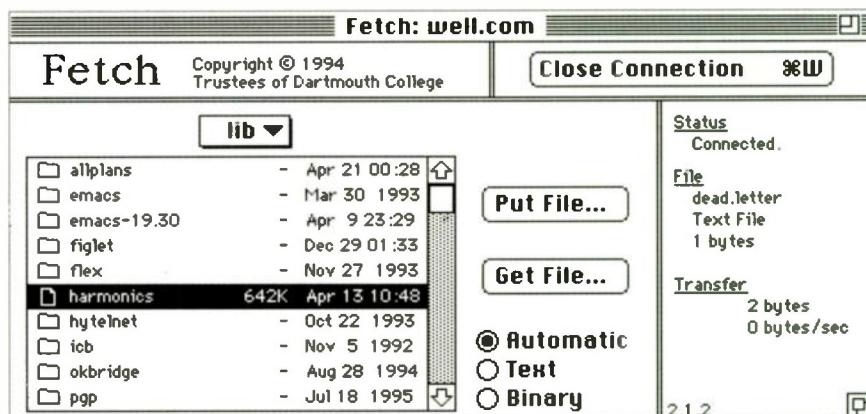 Fetch: well.com
Fetch
Copyright © 1994
Trustees of Dartmouth College
Close Connection ⌘W
lib
allplans - Apr 21 00:28
emacs - Mar 30 1993
emacs-19.30 - Apr 9 23:29
figlet - Dec 29 01:33
flex - Nov 27 1993
harmonics 642K Apr 13 10:48
hytelnet - Oct 22 1993
icb - Nov 5 1992
okbridge - Aug 28 1994
pgp - Jul 18 1995
Put File...
Get File...
Automatic
Text
Binary
Status
Connected.
File
dead.letter
Text File
1 bytes
Transfer
2 bytes
0 bytes/sec
2.1.2